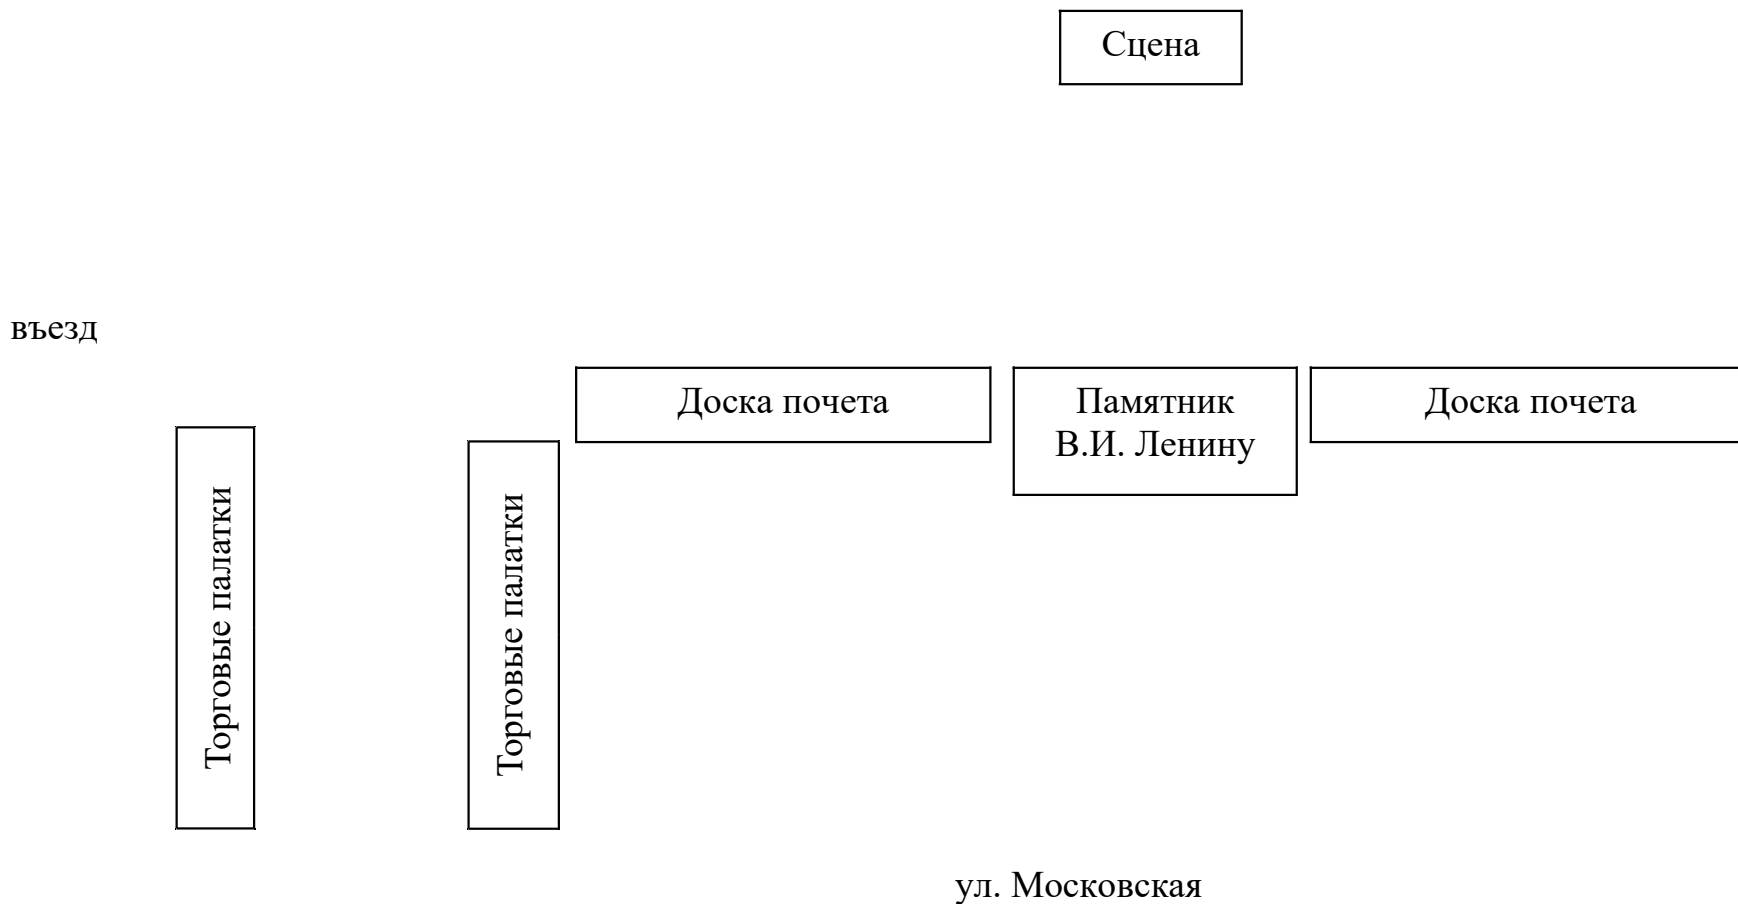 Сцена
въезд
Доска почета
Памятник
В.И. Ленину
Доска почета
Торговые палатки
Торговые палатки
ул. Московская